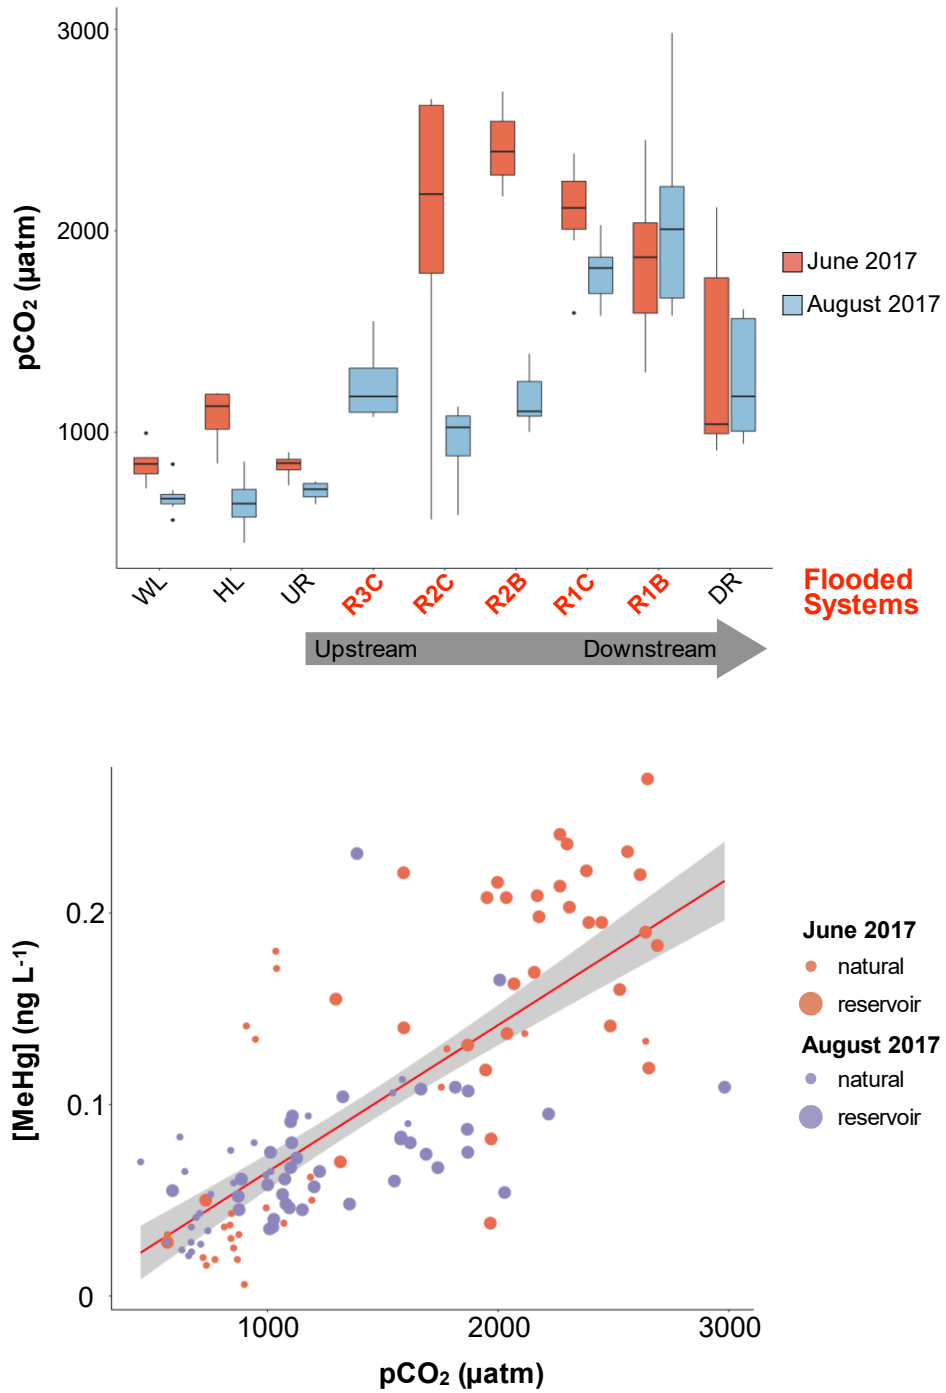 3000
2000
1000
pCO₂ (µatm)
June 2017
August 2017
WL
HL
UR
R3C
R2C
R2B
R1C
R1B
DR
Flooded
Systems
Upstream
Downstream
0.2
0.1
0
[MeHg] (ng L⁻¹)
June 2017
natural
reservoir
August 2017
natural
reservoir
1000
2000
3000
pCO₂ (µatm)